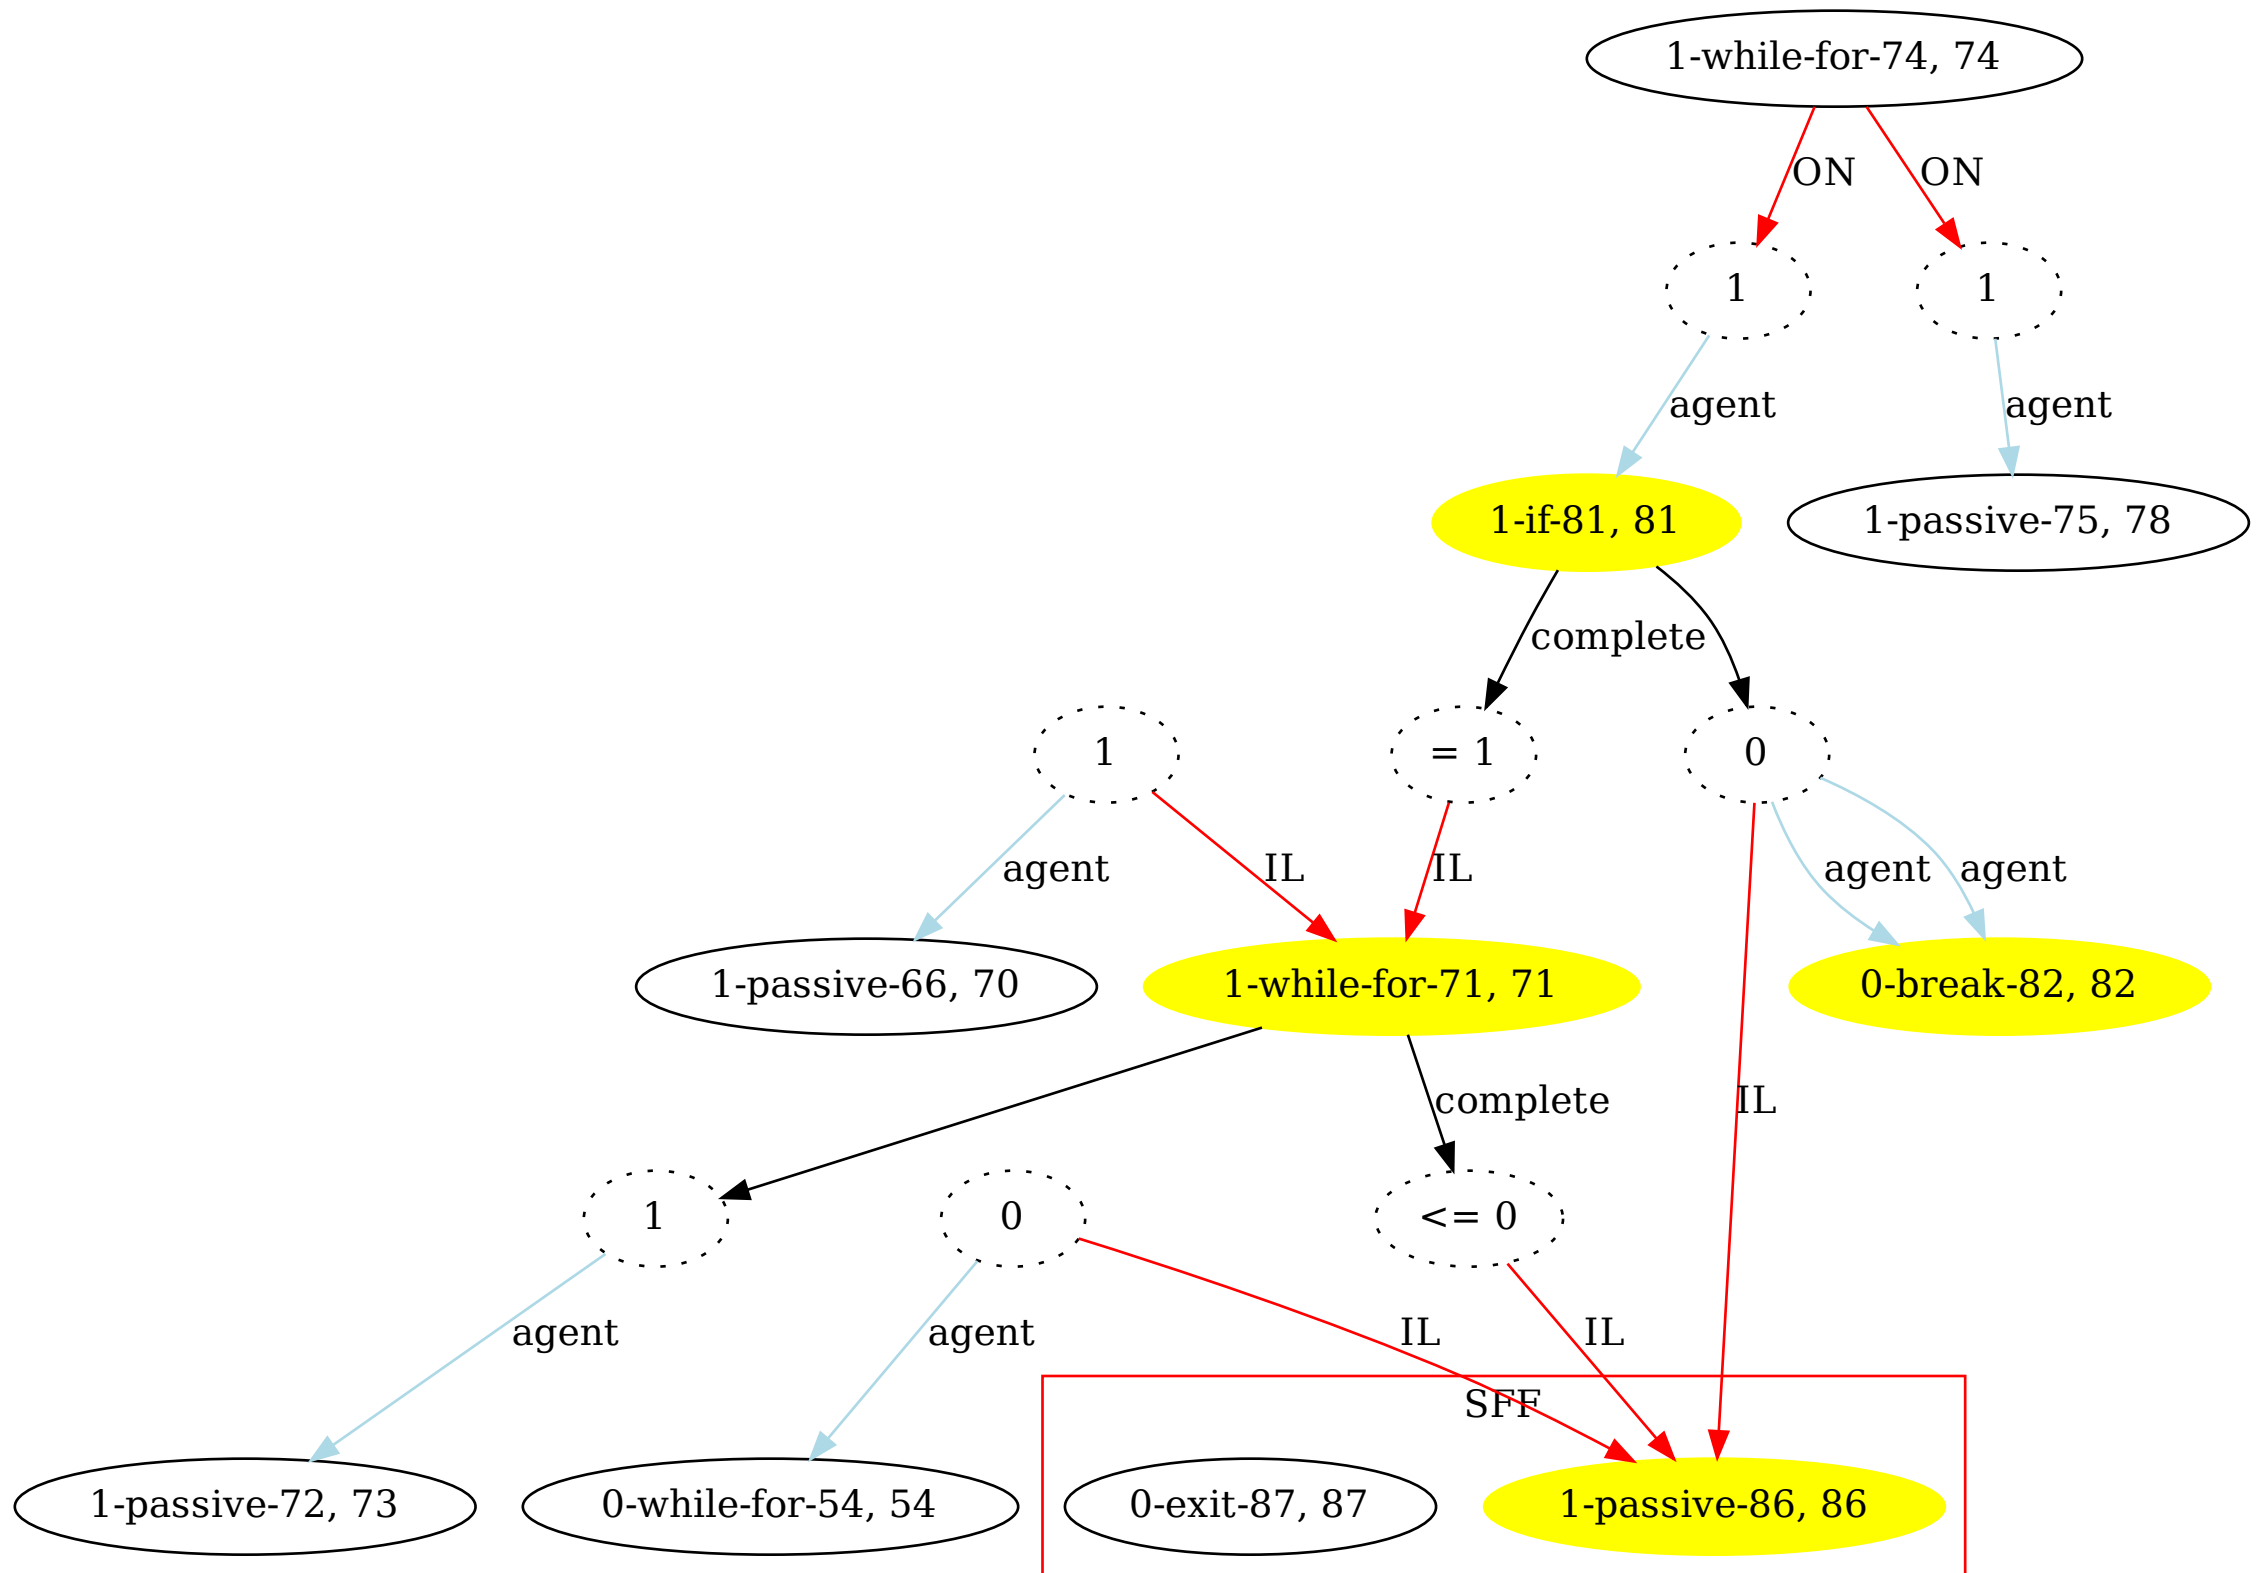 1-while-for-74, 74
ON
ON
1
1
agent
agent
1-if-81, 81
1-passive-75, 78
complete
1
= 1
0
agent
IL
IL
agent
agent
1-passive-66, 70
1-while-for-71, 71
0-break-82, 82
complete
IL
1
0
<= 0
agent
agent
IL
IL
SFF
1-passive-72, 73
0-while-for-54, 54
0-exit-87, 87
1-passive-86, 86